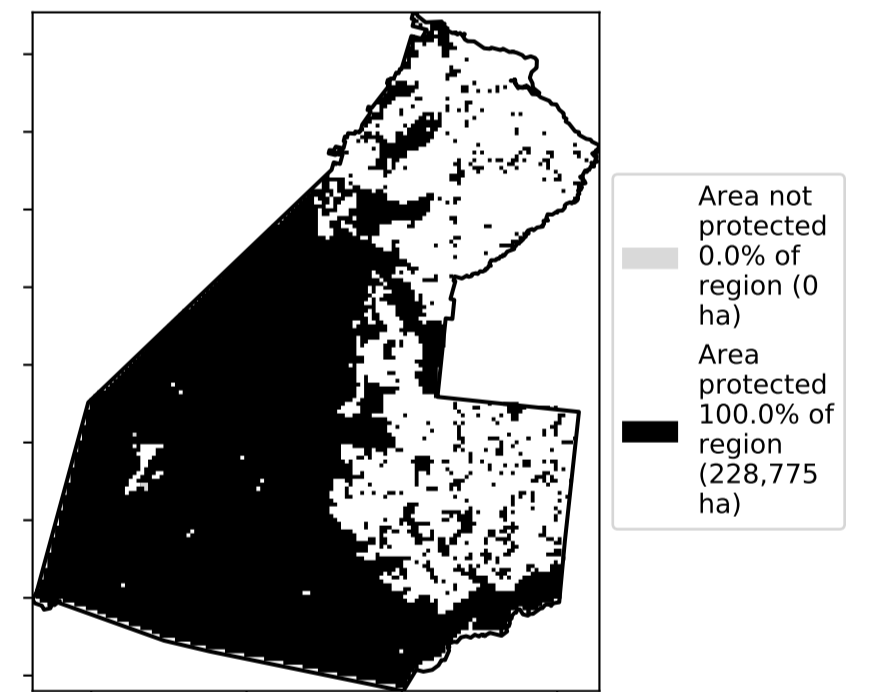 Area not
protected
0.0% of
region (0
ha)
Area
protected
100.0% of
region
(228,775
ha)